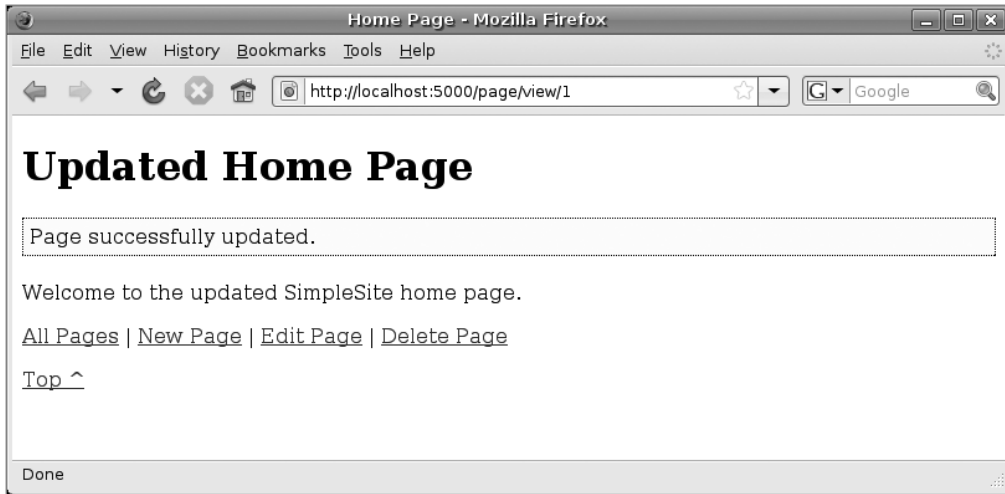 Home Page - Mozilla Firefox
File Edit View History Bookmarks Tools Help
http://localhost:5000/page/view/1 G Google
Updated Home Page
Page successfully updated.
Welcome to the updated SimpleSite home page.
All Pages | New Page | Edit Page | Delete Page
Top ^
Done